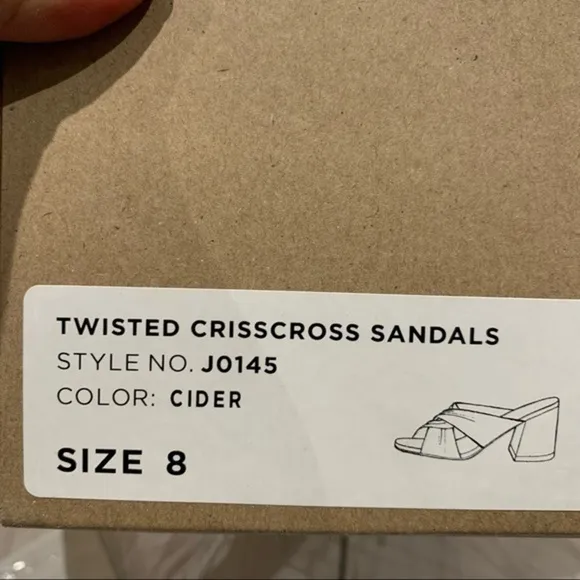 TWISTED CRISSCROSS SANDALS
STYLE NO. J0145
COLOR: CIDER
SIZE 8